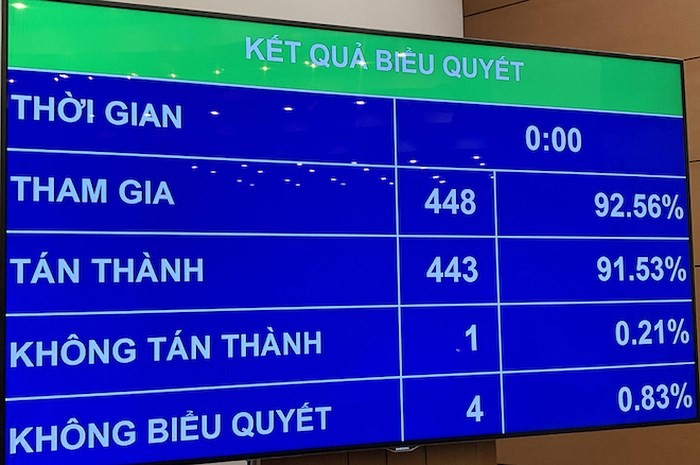 KẾT QUẢ BIỂU QUYẾT
THỜI GIAN 0:00
THAM GIA 448 92.56%
TÁN THÀNH 443 91.53%
KHÔNG TÁN THÀNH 1 0.21%
KHÔNG BIỂU QUYẾT 4 0.83%